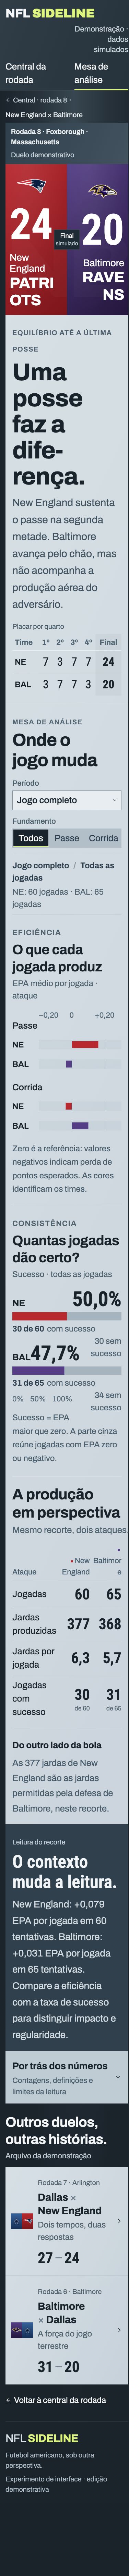 NFL SIDELINE
Demonstração ·
dados
simulados
Central da
rodada
Mesa de
análise
← Central · rodada 8 ·
New England × Baltimore
Rodada 8 · Foxborough ·
Massachusetts
Duelo demonstrativo
24
New
England
PATRI
OTS
Final
simulado
20
Baltimore
RAVE
NS
EQUILÍBRIO ATÉ A ÚLTIMA
POSSE
Uma
posse
faz a
dife-
rença.
New England sustenta
o passe na segunda
metade. Baltimore
avança pelo chão, mas
não acompanha a
produção aérea do
adversário.
Placar por quarto
Time 1º 2º 3º 4º Final
NE 7 3 7 7 24
BAL 3 7 7 3 20
MESA DE ANÁLISE
Onde o
jogo muda
Período
Jogo completo
Fundamento
Todos Passe Corrida
Jogo completo / Todas as
jogadas
NE: 60 jogadas · BAL: 65
jogadas
EFICIÊNCIA
O que cada
jogada produz
EPA médio por jogada ·
ataque
−0,20 0 +0,20
Passe
NE
BAL
Corrida
NE
BAL
Zero é a referência: valores
negativos indicam perda de
pontos esperados. As cores
identificam os times.
CONSISTÊNCIA
Quantas jogadas
dão certo?
Sucesso · todas as jogadas
NE 50,0%
30 de 60 com sucesso
30 sem
sucesso
BAL 47,7%
31 de 65 com sucesso
34 sem
sucesso
0% 50% 100%
Sucesso = EPA
maior que zero. A parte cinza
reúne jogadas com EPA zero
ou negativo.
A produção
em perspectiva
Mesmo recorte, dois ataques.
Ataque
New
England
Baltimor
e
Jogadas 60 65
Jardas
produzidas
377 368
Jardas por
jogada
6,3 5,7
Jogadas
com
sucesso
30
de 60
31
de 65
Do outro lado da bola
As 377 jardas de New
England são as jardas
permitidas pela defesa de
Baltimore, neste recorte.
Leitura do recorte
O contexto
muda a leitura.
New England: +0,079
EPA por jogada em 60
tentativas. Baltimore:
+0,031 EPA por jogada
em 65 tentativas.
Compare a eficiência
com a taxa de sucesso
para distinguir impacto e
regularidade.
Por trás dos números
Contagens, definições e
limites da leitura
Outros duelos,
outras histórias.
Arquivo da demonstração
Rodada 7 · Arlington
Dallas ×
New England
Dois tempos, duas
respostas
27 – 24
Rodada 6 · Baltimore
Baltimore
× Dallas
A força do jogo
terrestre
31 – 20
← Voltar à central da rodada
NFL SIDELINE
Futebol americano, sob outra
perspectiva.
Experimento de interface · edição
demonstrativa